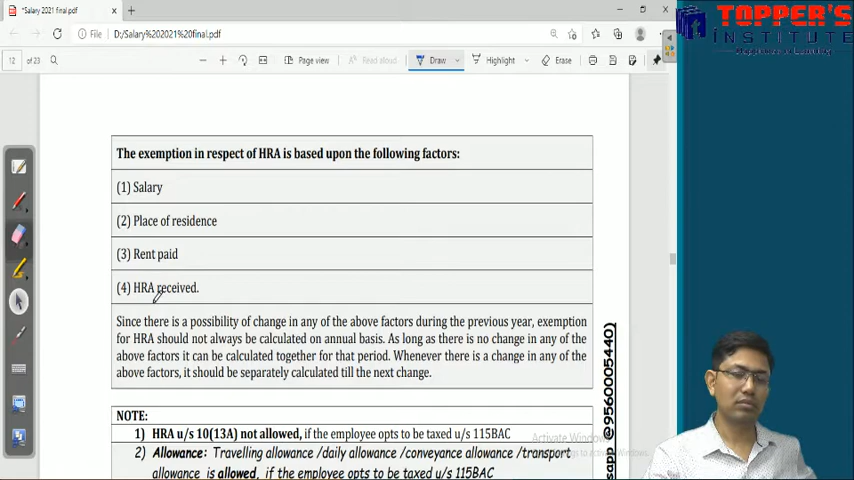 *Salary 2021 final.pdf
TOPPER'S
INSTITUTE
File
D:/Salary%202021%20final.pdf
12
of 23
Page view
Read aloud
Draw
Highlight
Erase
The exemption in respect of HRA is based upon the following factors:
(1) Salary
(2) Place of residence
(3) Rent paid
(4) HRA received.
Since there is a possibility of change in any of the above factors during the previous year, exemption
for HRA should not always be calculated on annual basis. As long as there is no change in any of the
above factors it can be calculated together for that period. Whenever there is a change in any of the
above factors, it should be separately calculated till the next change.
NOTE:
1) HRA u/s 10(13A) not allowed, if the employee opts to be taxed u/s 115BAC
2) Allowance: Travelling allowance /daily allowance /conveyance allowance /transport
allowance is allowed, if the employee opts to be taxed u/s 115BAC
Activate Windows
sapp @9560005440)